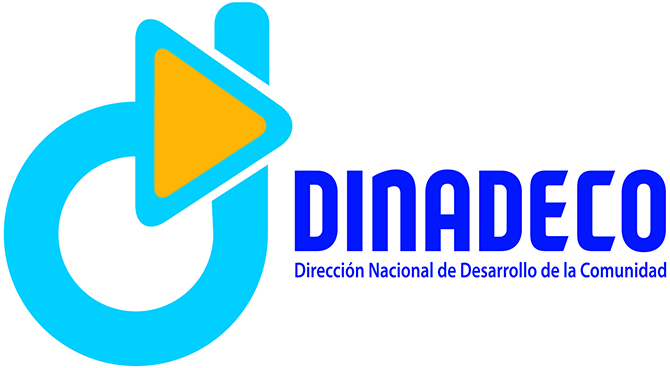 DINADECO
Dirección Nacional de Desarrollo de la Comunidad